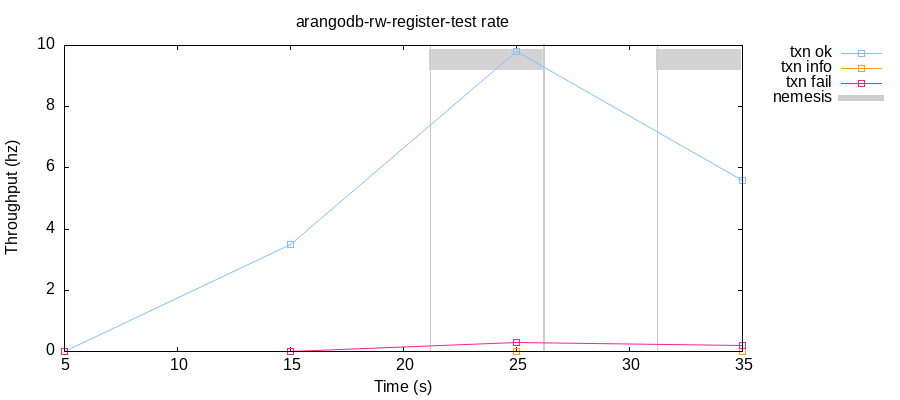 arangodb-rw-register-test rate
Throughput (hz)
10
8
6
4
2
0
5
10
15
20
25
30
35
Time (s)
txn ok
txn info
txn fail
nemesis